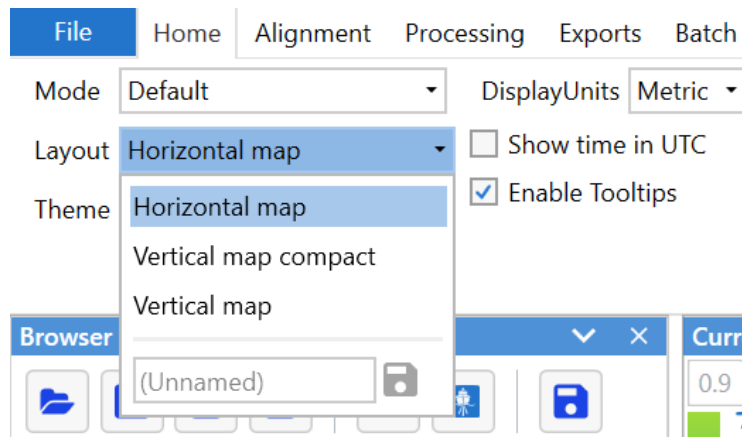 File Home Alignment Processing Exports Batch
Mode Default DisplayUnits Metric
Layout Horizontal map Show time in UTC
Theme Horizontal map Enable Tooltips
Vertical map compact
Vertical map
Browser Curr
(Unnamed) 0.9